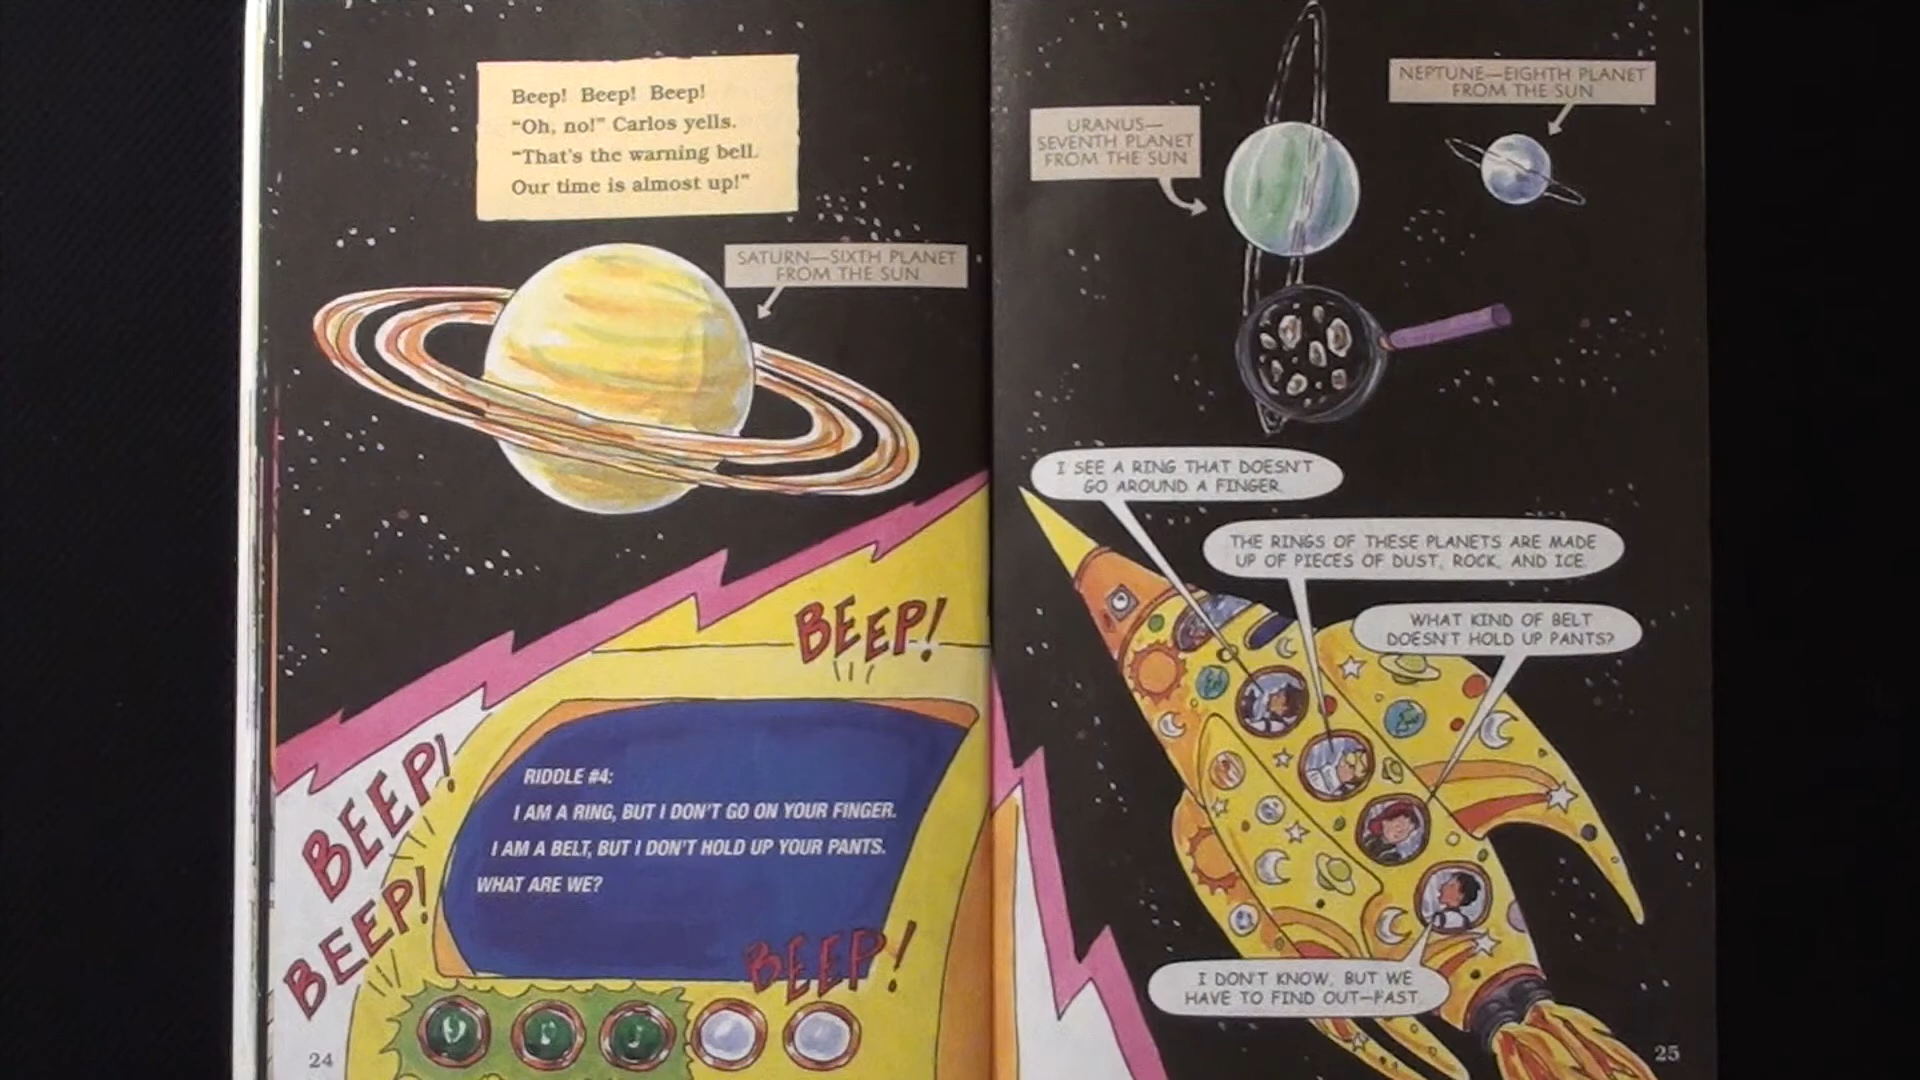 Beep! Beep! Beep!
"Oh, no!" Carlos yells.
"That's the warning bell.
Our time is almost up!"
SATURN—SIXTH PLANET
FROM THE SUN
BEEP!
BEEP!
BEEP!
RIDDLE #4:
I AM A RING, BUT I DON'T GO ON YOUR FINGER.
I AM A BELT, BUT I DON'T HOLD UP YOUR PANTS.
WHAT ARE WE?
BEEP!
24
URANUS—
SEVENTH PLANET
FROM THE SUN
NEPTUNE—EIGHTH PLANET
FROM THE SUN
I SEE A RING THAT DOESN'T
GO AROUND A FINGER.
THE RINGS OF THESE PLANETS ARE MADE
UP OF PIECES OF DUST, ROCK, AND ICE.
WHAT KIND OF BELT
DOESN'T HOLD UP PANTS?
I DON'T KNOW, BUT WE
HAVE TO FIND OUT—FAST.
25